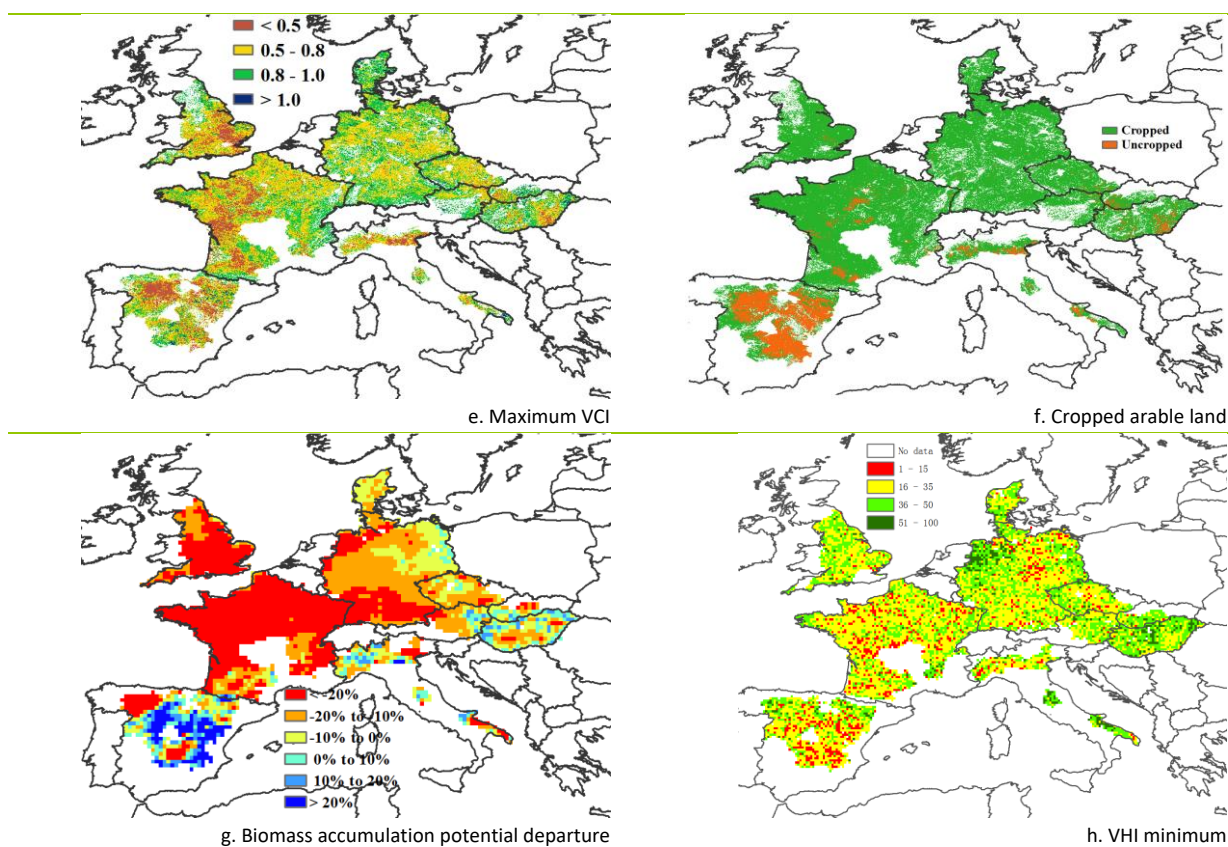 < 0.5
0.5 - 0.8
0.8 - 1.0
> 1.0
Cropped
Uncropped
e. Maximum VCI
f. Cropped arable land
No data
1 - 15
16 - 35
36 - 50
51 - 100
-20%
-20% to -10%
-10% to 0%
0% to 10%
10% to 20%
> 20%
g. Biomass accumulation potential departure
h. VHI minimum